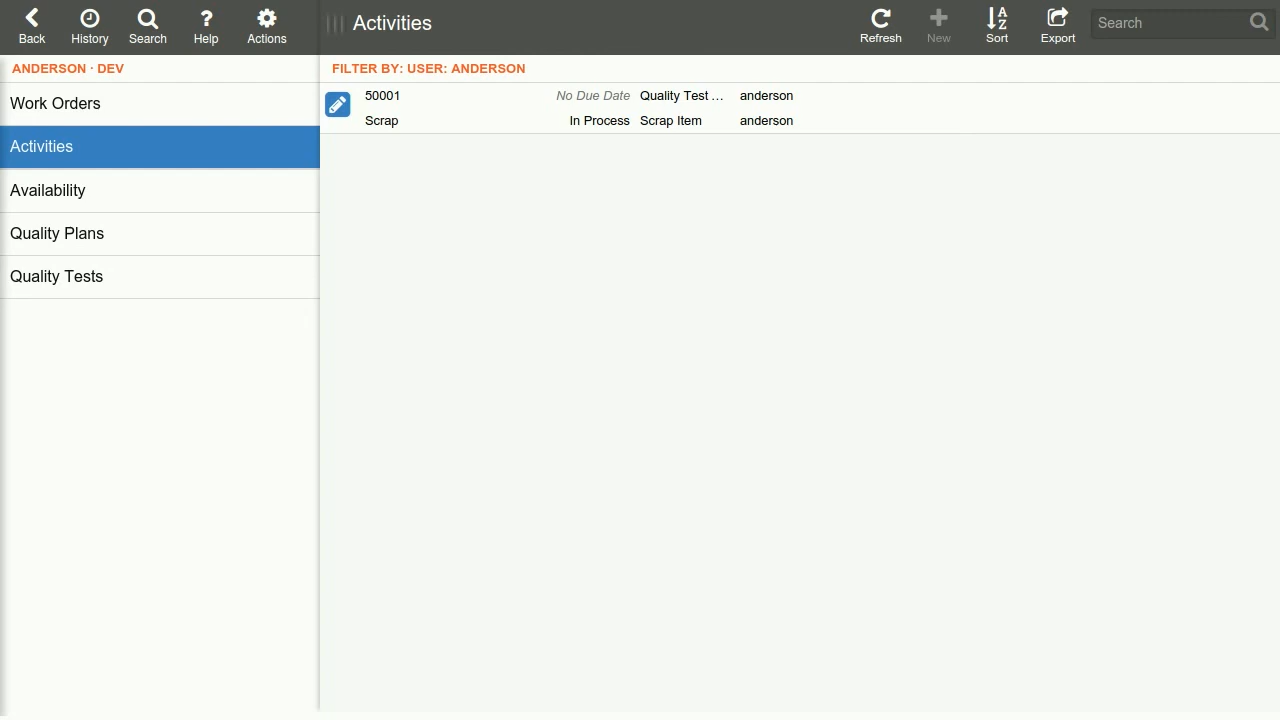 Back History Search Help Actions
Activities
Refresh New Sort Export Search
ANDERSON · DEV
Work Orders
Activities
Availability
Quality Plans
Quality Tests
FILTER BY: USER: ANDERSON
50001 No Due Date Quality Test ... anderson
Scrap In Process Scrap Item anderson